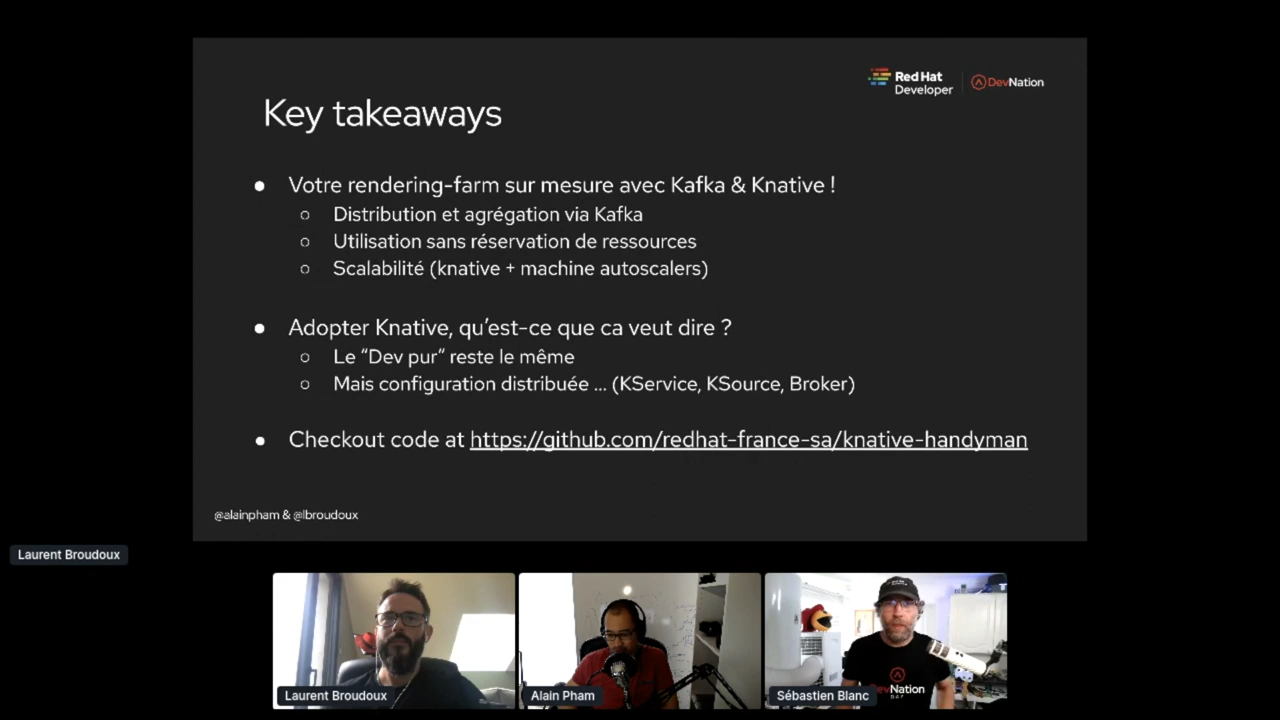 Red Hat
Developer
DevNation
Key takeaways
● Votre rendering-farm sur mesure avec Kafka & Knative !
○ Distribution et agrégation via Kafka
○ Utilisation sans réservation de ressources
○ Scalabilité (knative + machine autoscalers)
● Adopter Knative, qu’est-ce que ca veut dire ?
○ Le “Dev pur“ reste le même
○ Mais configuration distribuée ... (KService, KSource, Broker)
● Checkout code at https://github.com/redhat-france-sa/knative-handyman
@alainpham & @lbroudoux
Laurent Broudoux
Laurent Broudoux
Alain Pham
Sébastien Blanc
vNation
DAY